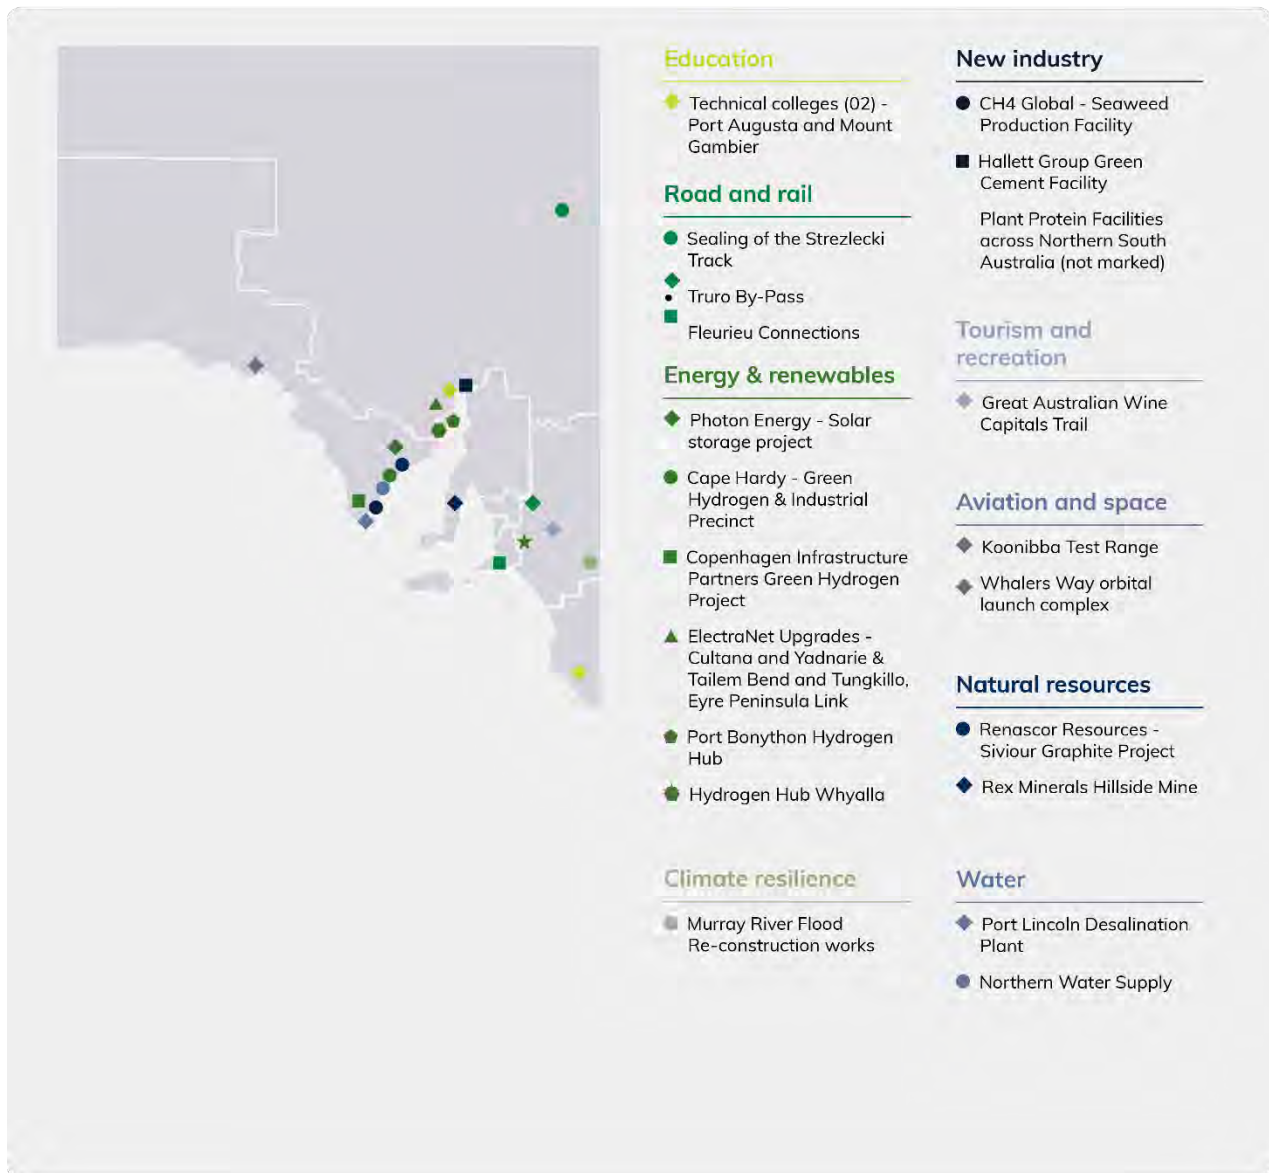 Education
Technical colleges (02) -
Port Augusta and Mount
Gambier
Road and rail
Sealing of the Strezlecki
Track
Truro By-Pass
Fleurieu Connections
Energy & renewables
Photon Energy - Solar
storage project
Cape Hardy - Green
Hydrogen & Industrial
Precinct
Copenhagen Infrastructure
Partners Green Hydrogen
Project
ElectraNet Upgrades -
Cultana and Yadnarie &
Tailem Bend and Tungkillo,
Eyre Peninsula Link
Port Bonython Hydrogen
Hub
Hydrogen Hub Whyalla
Climate resilience
Murray River Flood
Re-construction works
New industry
CH4 Global - Seaweed
Production Facility
Hallett Group Green
Cement Facility
Plant Protein Facilities
across Northern South
Australia (not marked)
Tourism and
recreation
Great Australian Wine
Capitals Trail
Aviation and space
Koonibba Test Range
Whalers Way orbital
launch complex
Natural resources
Renascor Resources -
Siviour Graphite Project
Rex Minerals Hillside Mine
Water
Port Lincoln Desalination
Plant
Northern Water Supply